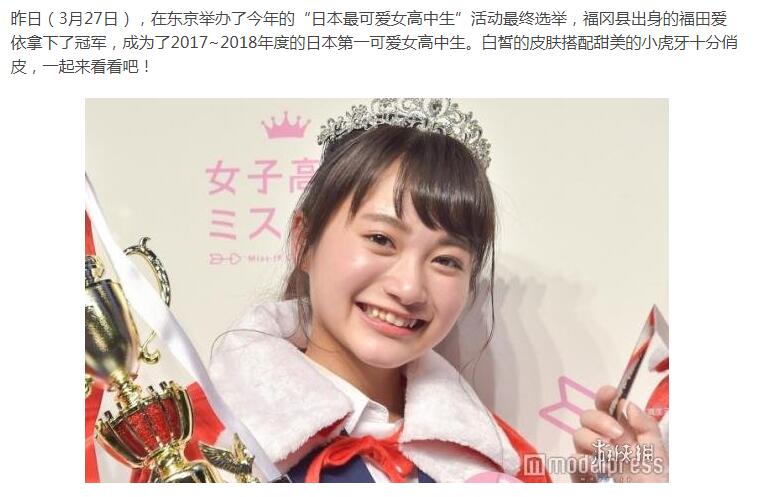 昨日（3月27日），在东京举办了今年的“日本最可爱女高中生”活动最终选举，福冈县出身的福田爱
依拿下了冠军，成为了2017~2018年度的日本第一可爱女高中生。白皙的皮肤搭配甜美的小虎牙十分俏
皮，一起来看看吧！
女子高
ミス
modelpress
游侠网